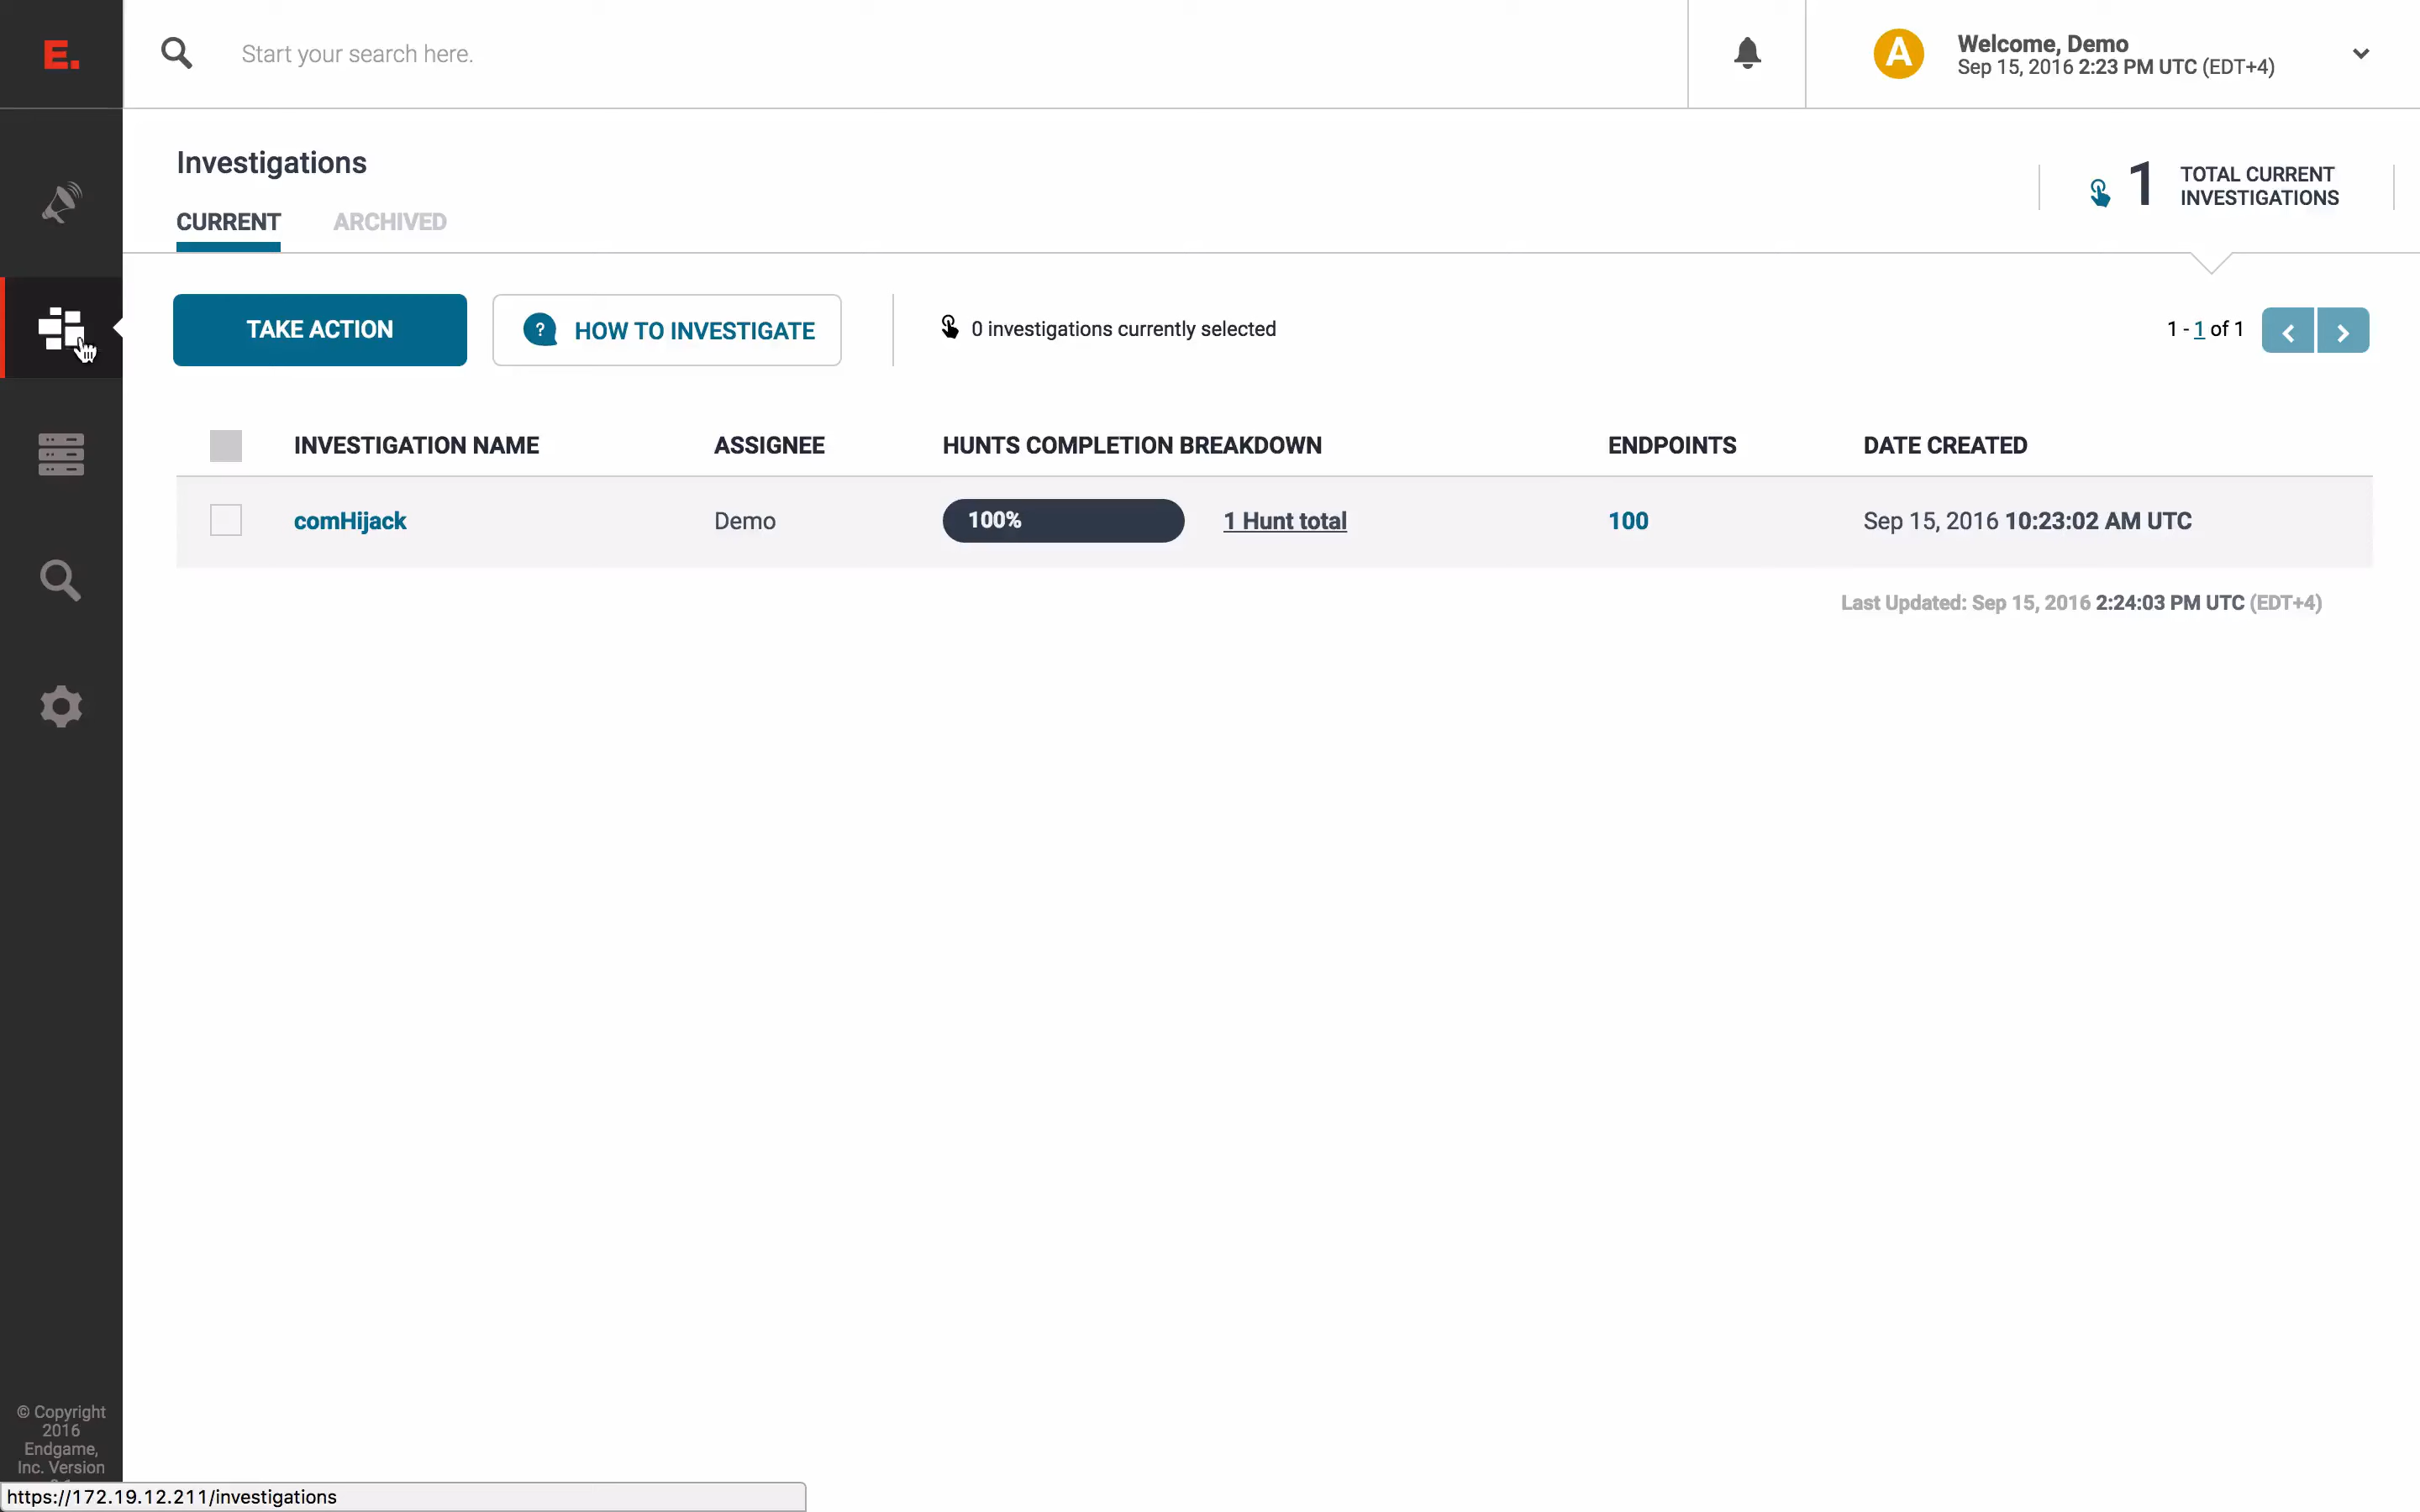 E.
Start your search here.
A
Welcome, Demo
Sep 15, 2016 2:23 PM UTC (EDT+4)
Investigations
CURRENT
ARCHIVED
1
TOTAL CURRENT
INVESTIGATIONS
TAKE ACTION
? HOW TO INVESTIGATE
0 investigations currently selected
1 - 1 of 1
INVESTIGATION NAME
ASSIGNEE
HUNTS COMPLETION BREAKDOWN
ENDPOINTS
DATE CREATED
comHijack
Demo
100%
1 Hunt total
100
Sep 15, 2016 10:23:02 AM UTC
Last Updated: Sep 15, 2016 2:24:03 PM UTC (EDT+4)
© Copyright
2016
Endgame,
Inc. Version
https://172.19.12.211/investigations